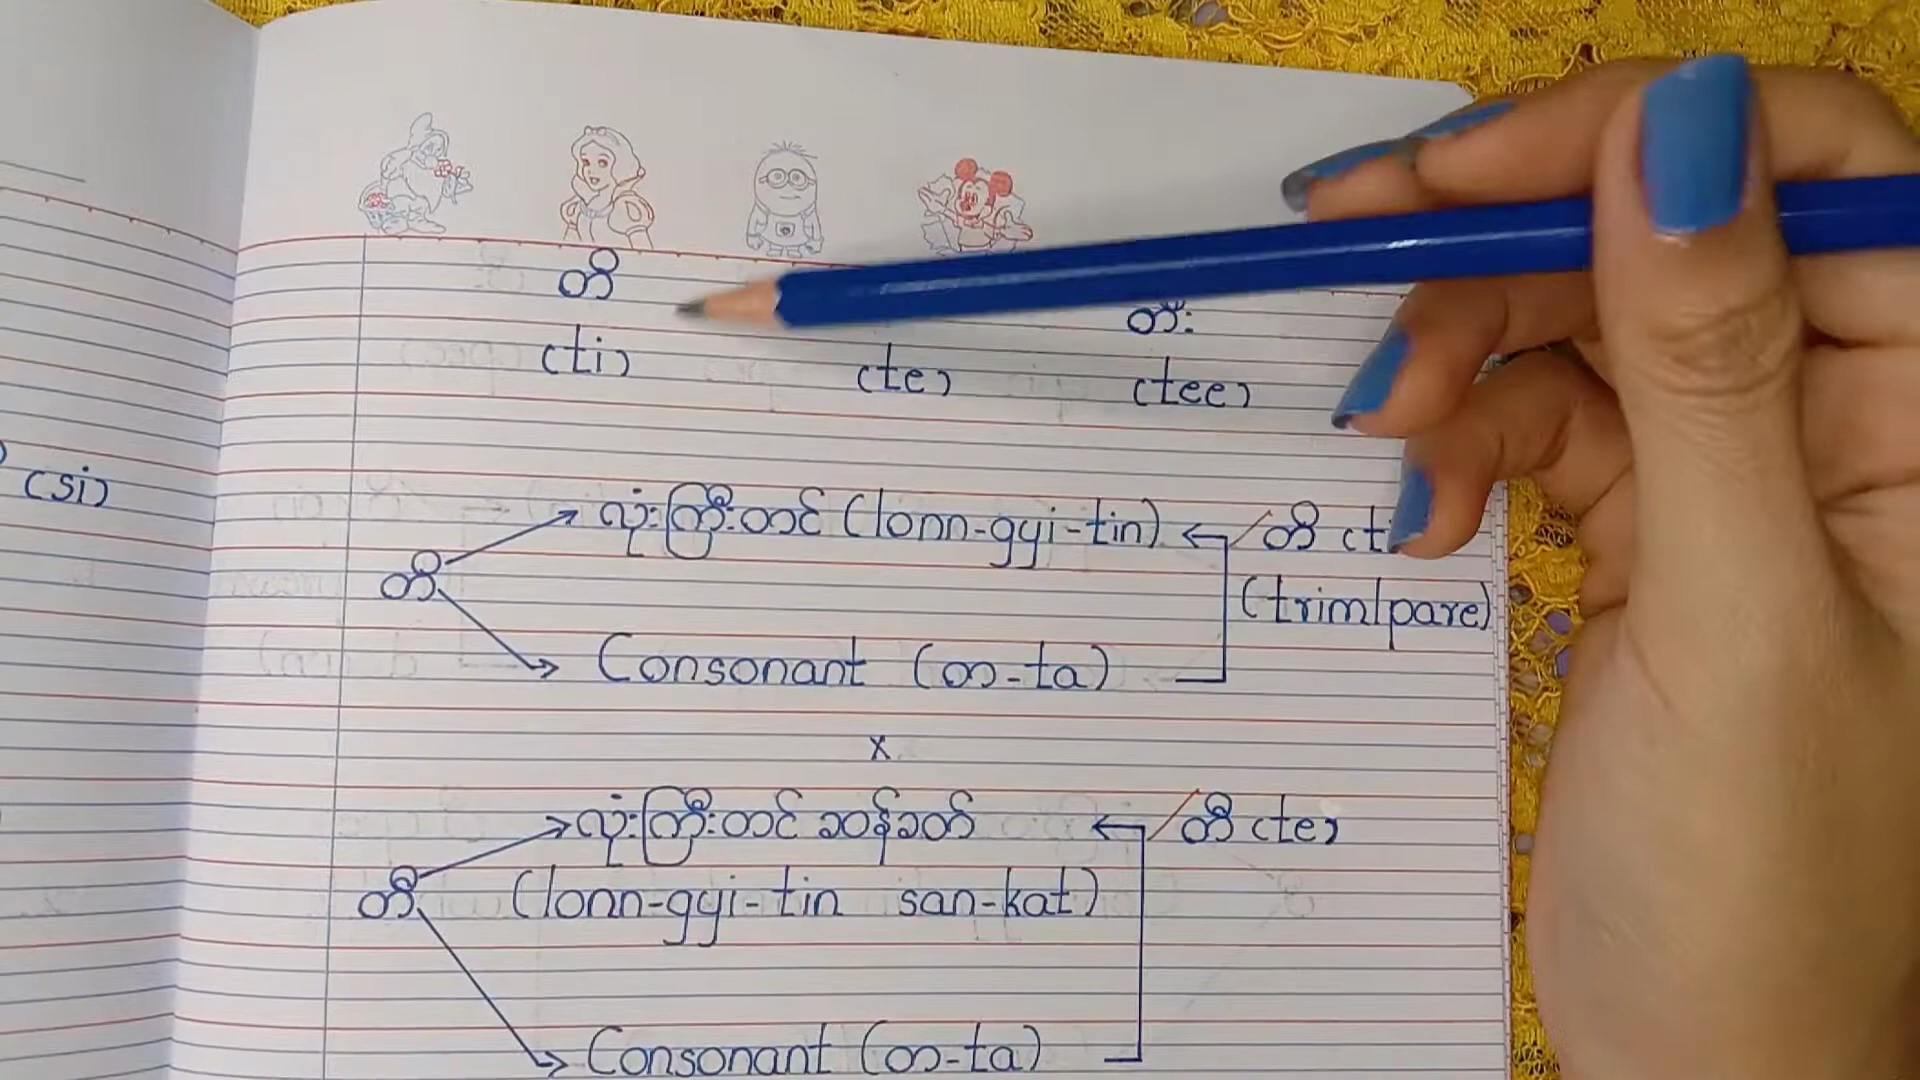 တိ တီး
(ti) (te) (tee)
(si)
လုံးကြီးတင် (lonn-gyi-tin) ← တိ
တိ
(trim/pare)
Consonant (တ-ta)
x
လုံးကြီးတင် ဆန်ခတ် ← တီ (te)
တီ (lonn-gyi-tin san-kat)
Consonant (တ-ta)